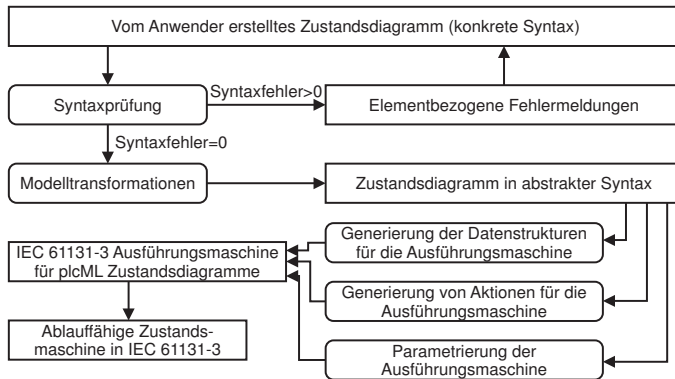 Vom Anwender erstelltes Zustandsdiagramm (konkrete Syntax)
Syntaxprüfung
Syntaxfehler>0
Elementbezogene Fehlermeldungen
Syntaxfehler=0
Modelltransformationen
Zustandsdiagramm in abstrakter Syntax
Generierung der Datenstrukturen
für die Ausführungsmaschine
IEC 61131-3 Ausführungsmaschine
für plcML Zustandsdiagramme
Generierung von Aktionen für die
Ausführungsmaschine
Ablauffähige Zustands-
maschine in IEC 61131-3
Parametrierung der
Ausführungsmaschine